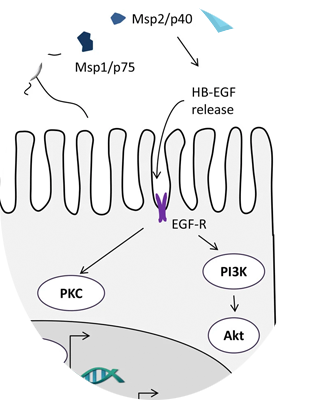 Msp2/p40
Msp1/p75
HB-EGF
release
EGF-R
PI3K
PKC
Akt